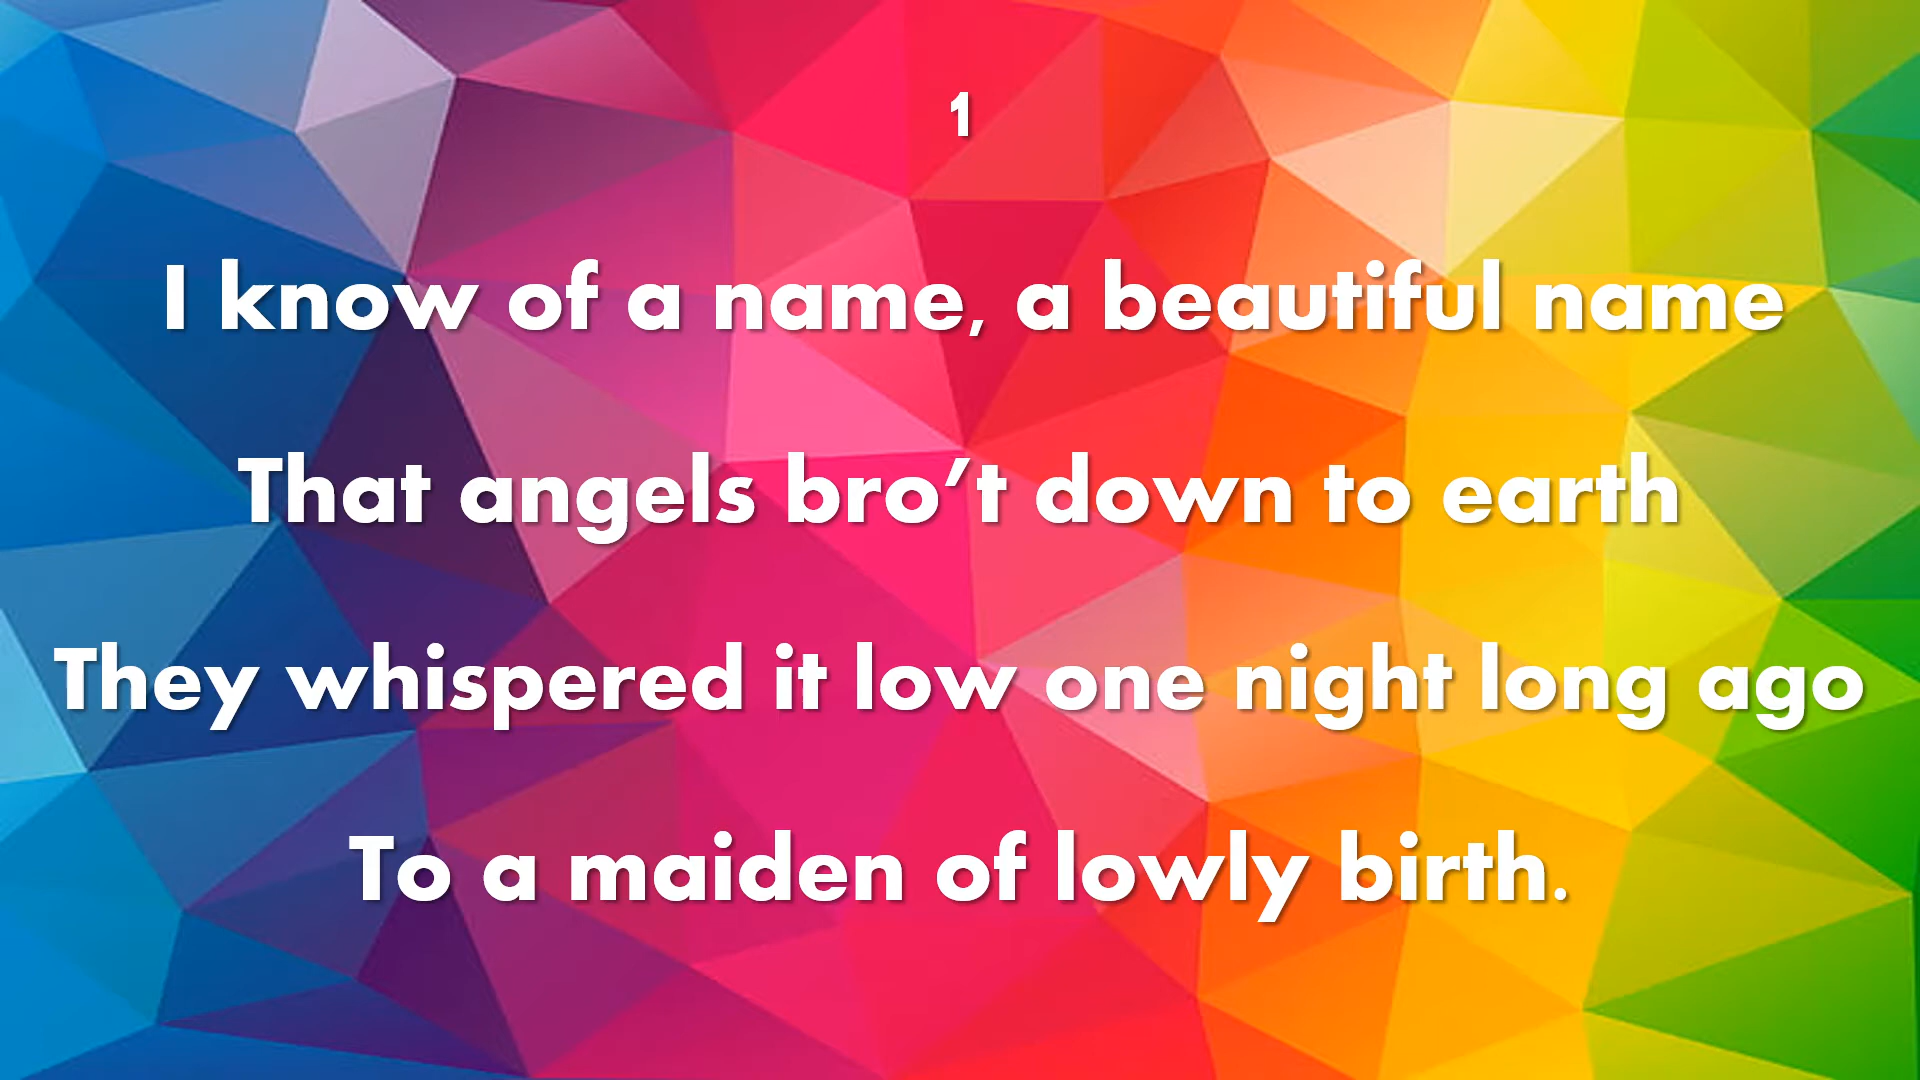 1
I know of a name, a beautiful name
That angels bro’t down to earth
They whispered it low one night long ago
To a maiden of lowly birth.